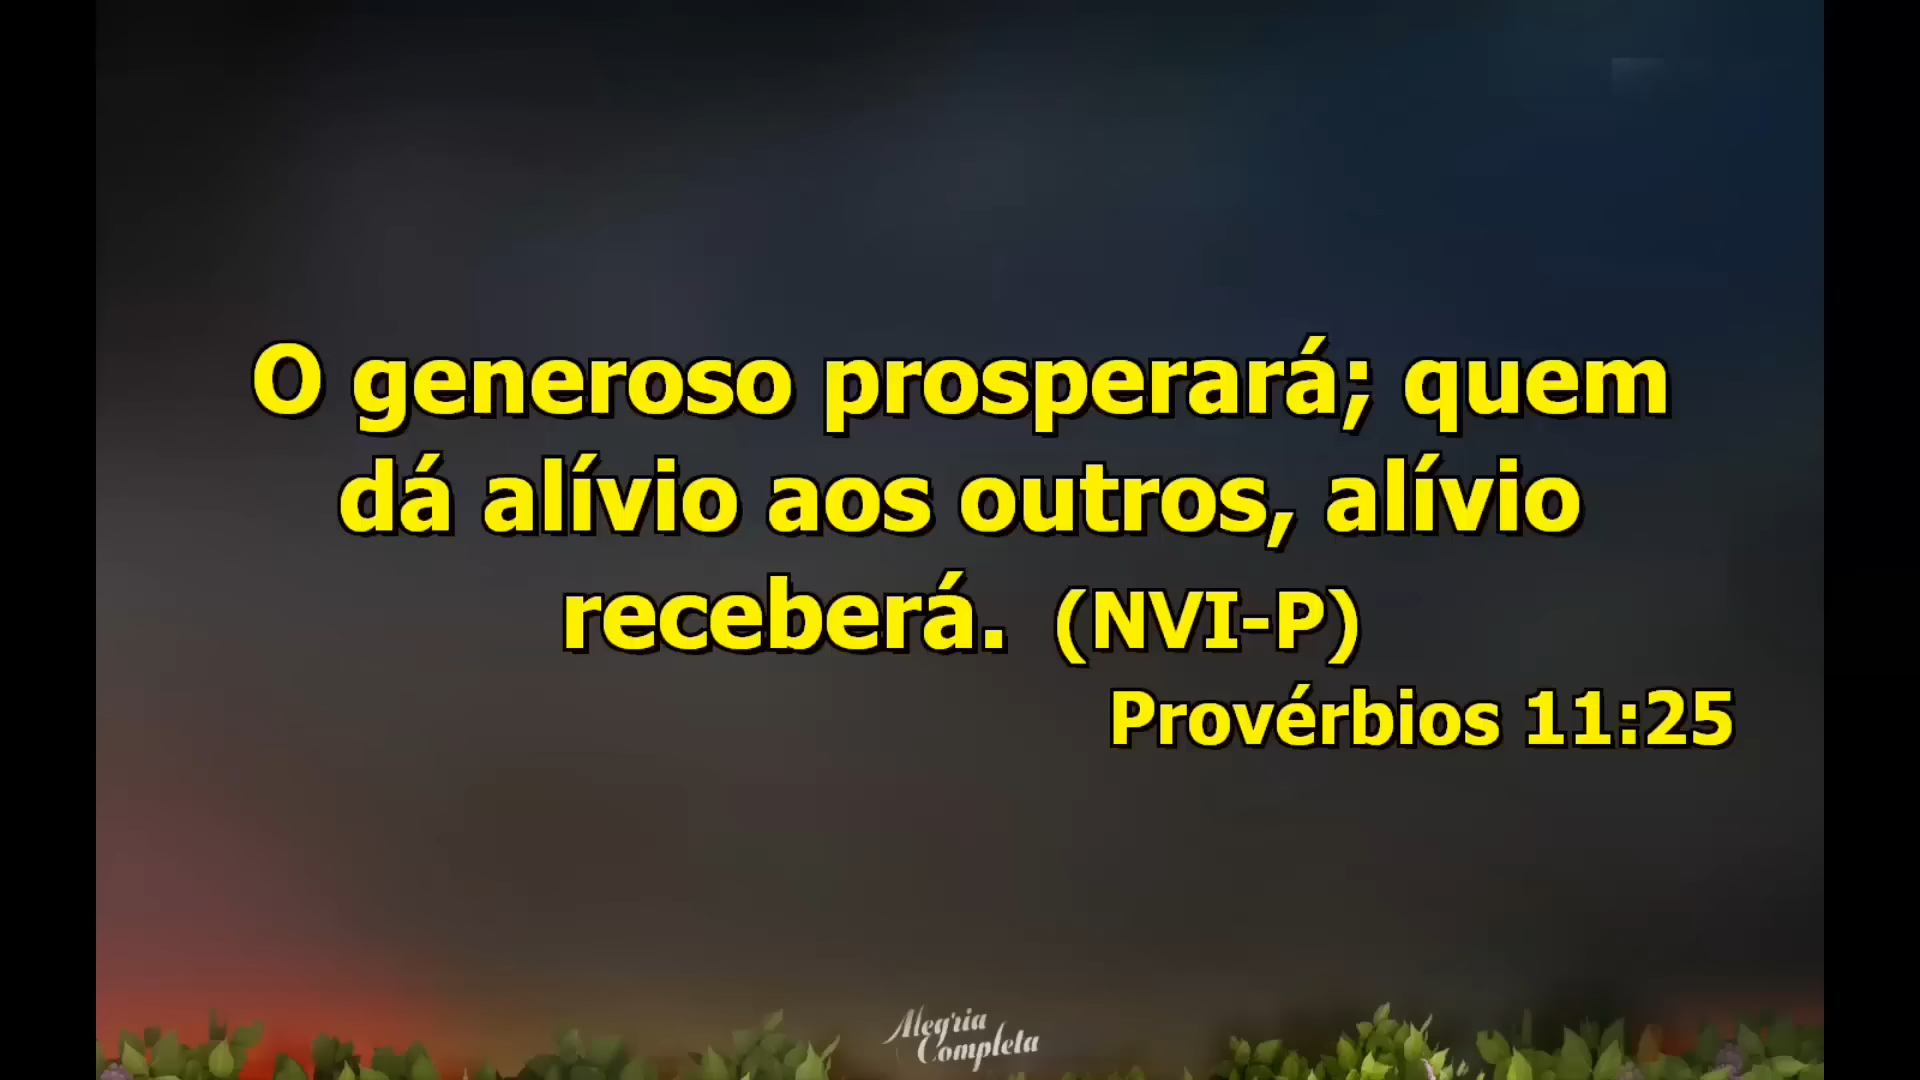 O generoso prosperará; quem
dá alívio aos outros, alívio
receberá. (NVI-P)
Provérbios 11:25
Alegria
Completa